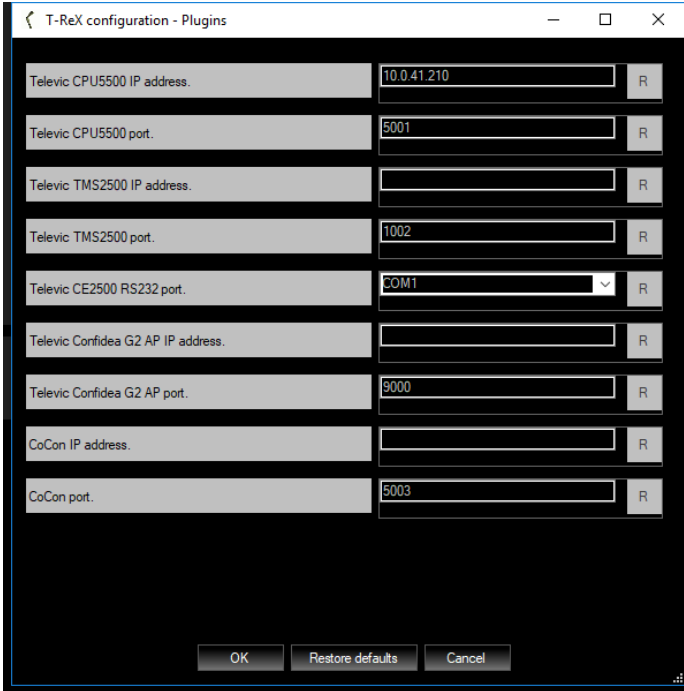 T-ReX configuration - Plugins
Televic CPU5500 IP address. 10.0.41.210 R
Televic CPU5500 port. 5001 R
Televic TMS2500 IP address. R
Televic TMS2500 port. 1002 R
Televic CE2500 RS232 port. COM1 R
Televic Confidea G2 AP IP address. R
Televic Confidea G2 AP port. 9000 R
CoCon IP address. R
CoCon port. 5003 R
OK Restore defaults Cancel